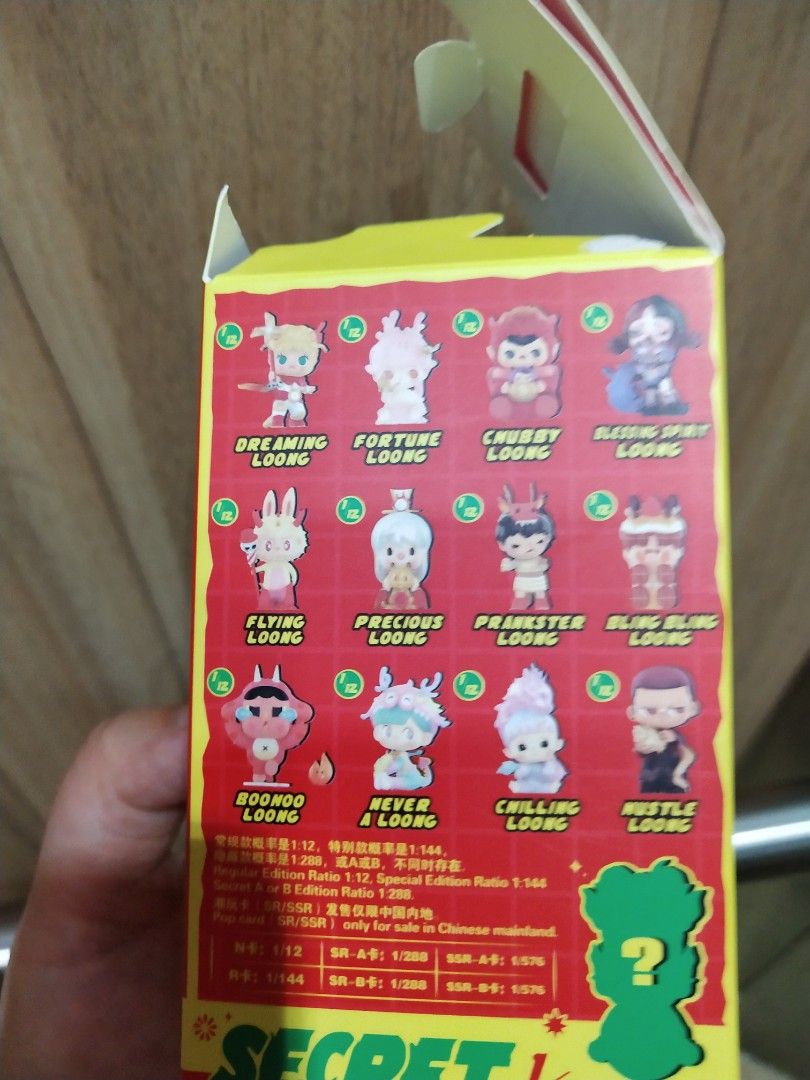 1/12 1/12 1/12 1/12
DREAMING LOONG
FORTUNE LOONG
CHUBBY LOONG
BLESSING SPIRIT LOONG
1/12 1/12 1/12 1/12
FLYING LOONG
PRECIOUS LOONG
PRANKSTER LOONG
BLING BLING LOONG
1/12 1/12 1/12 1/12
BOOHOO LOONG
NEVER A LOONG
CHILLING LOONG
HUSTLE LOONG
常规款概率是1:12，特别款概率是1:144，
隐藏款概率是1:288，或A或B，不同时存在.
Regular Edition Ratio 1:12, Special Edition Ratio 1:144
Secret A or B Edition Ratio 1:288.
潮玩卡（SR/SSR）发售仅限中国内地
Pop card（SR/SSR）only for sale in Chinese mainland.
N卡：1/12 SR-A卡：1/288 SSR-A卡：1/576
R卡：1/144 SR-B卡：1/288 SSR-B卡：1/576
?
SECRET